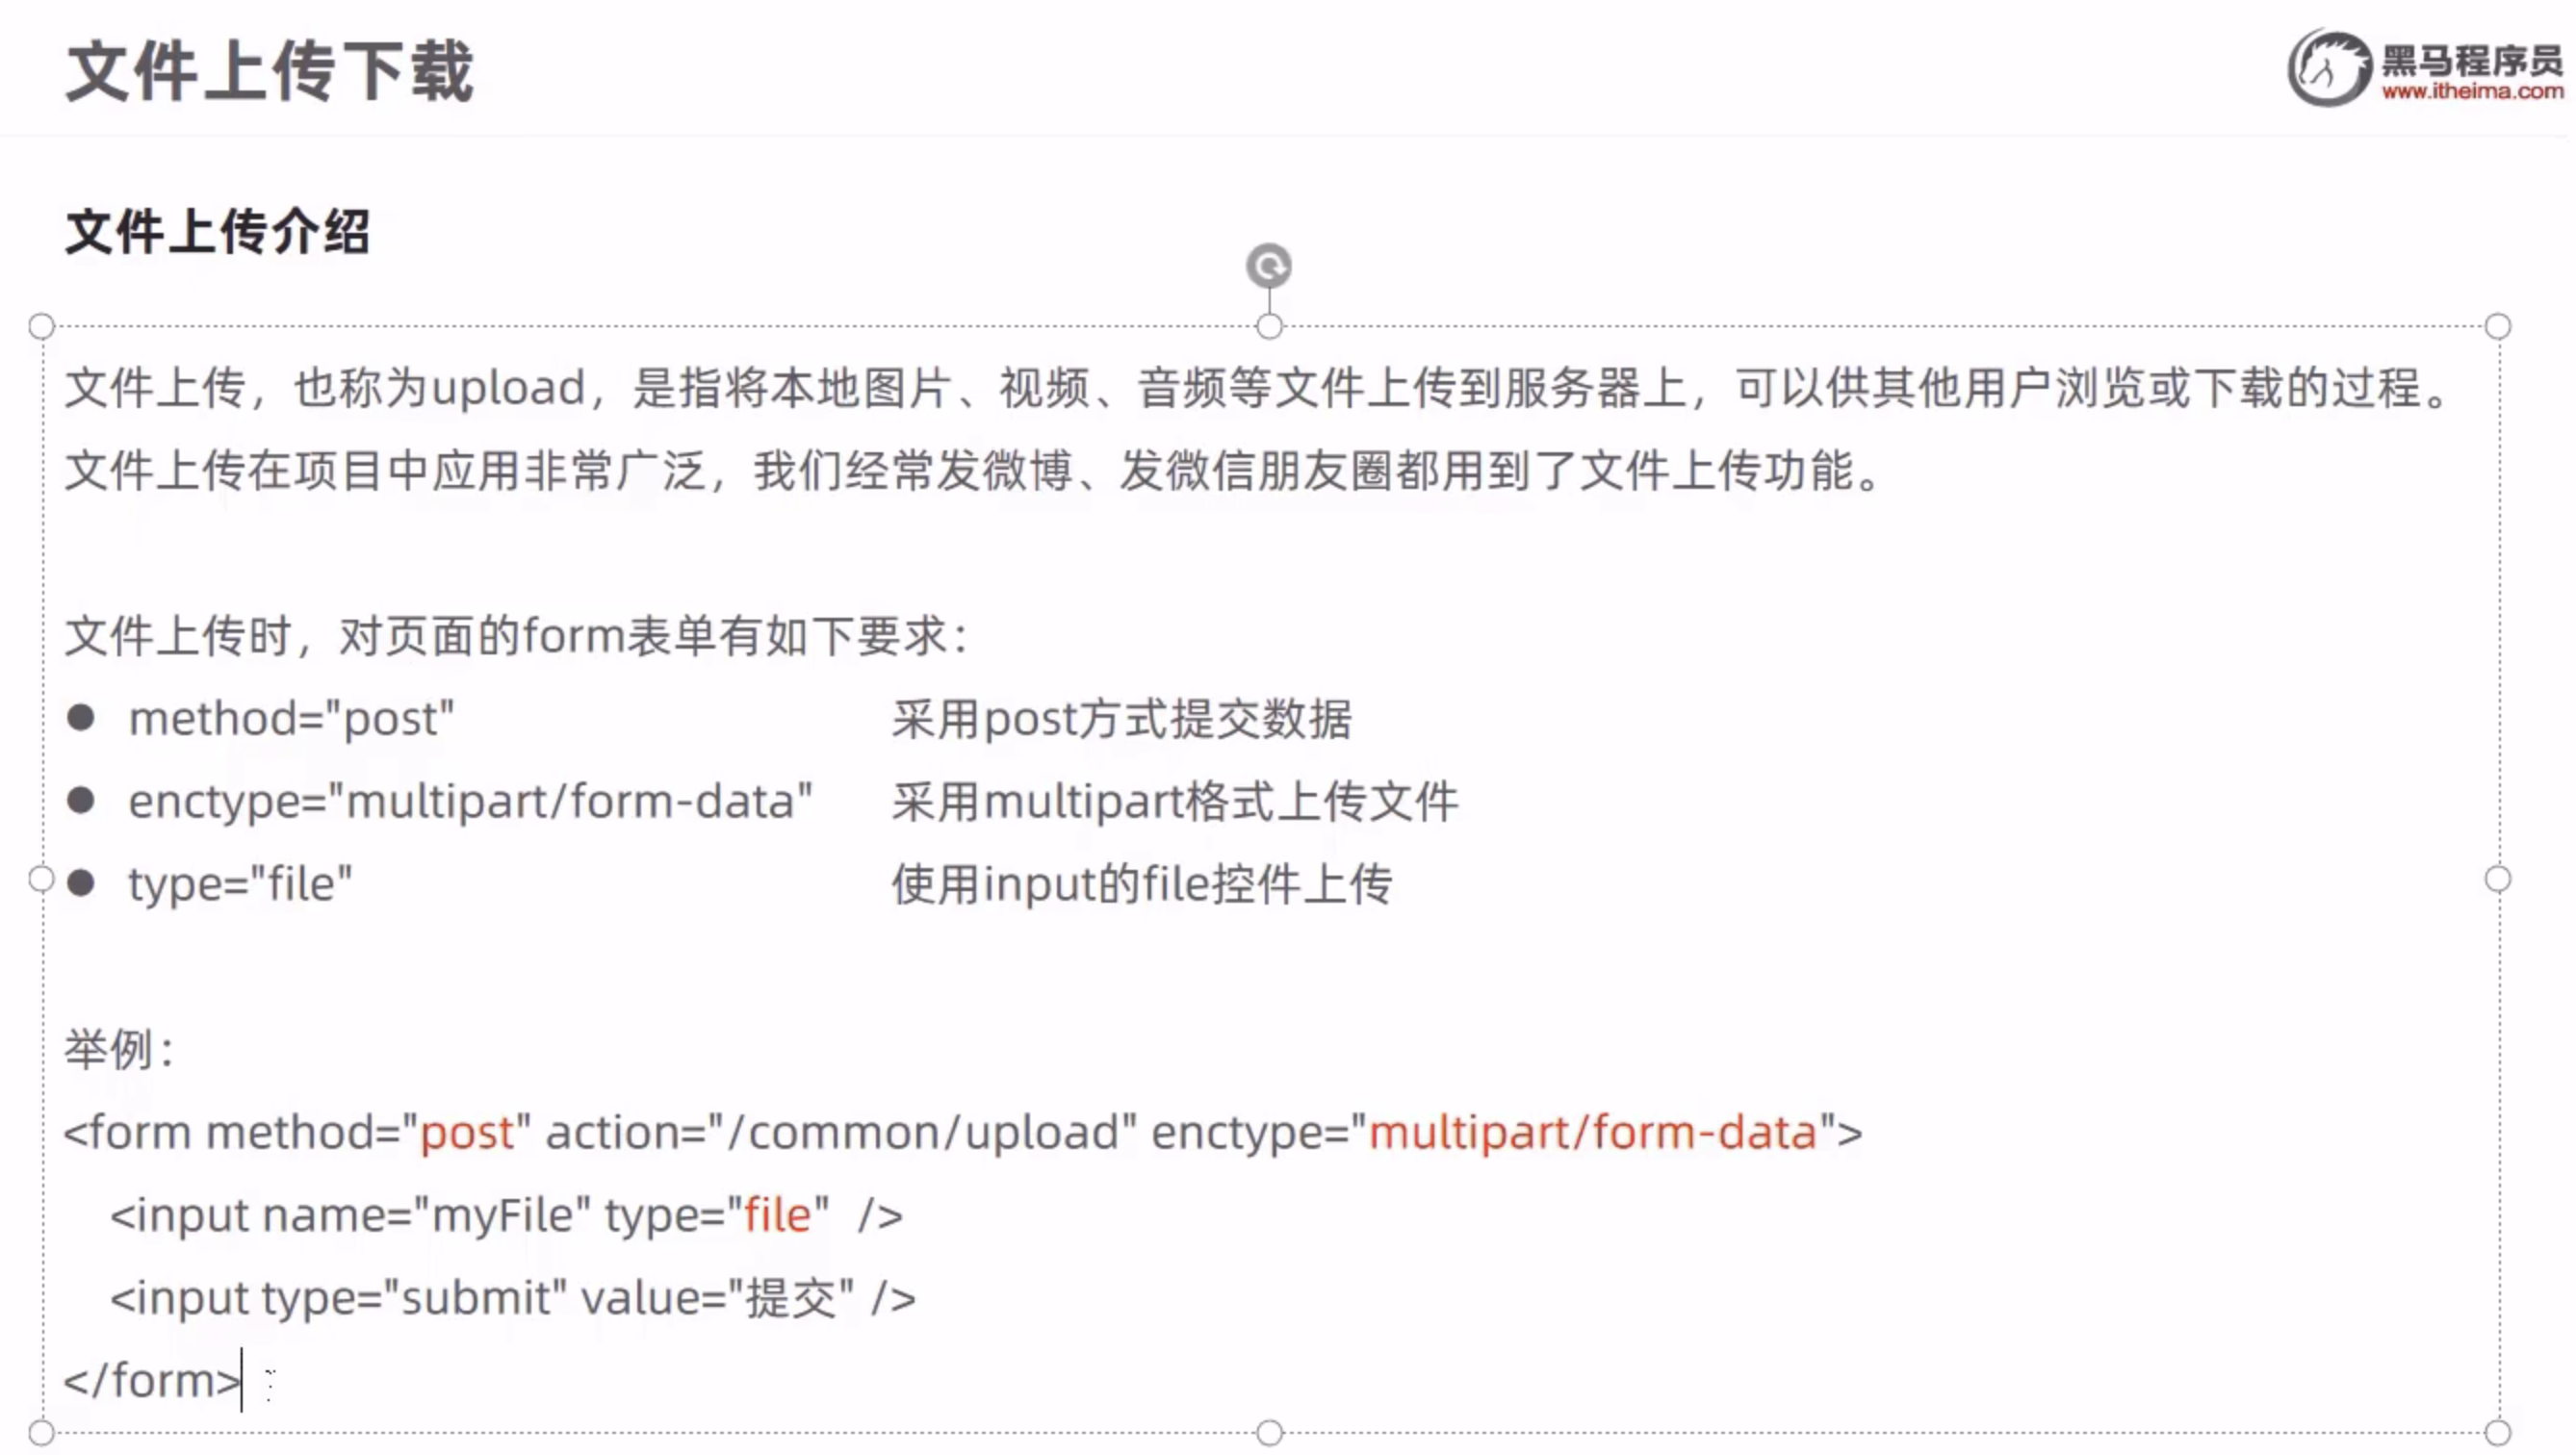 文件上传下载
黑马程序员
www.itheima.com
文件上传介绍
文件上传，也称为upload，是指将本地图片、视频、音频等文件上传到服务器上，可以供其他用户浏览或下载的过程。
文件上传在项目中应用非常广泛，我们经常发微博、发微信朋友圈都用到了文件上传功能。
文件上传时，对页面的form表单有如下要求：
● method="post" 采用post方式提交数据
● enctype="multipart/form-data" 采用multipart格式上传文件
● type="file" 使用input的file控件上传
举例：
<form method="post" action="/common/upload" enctype="multipart/form-data">
<input name="myFile" type="file"  />
<input type="submit" value="提交" />
</form>